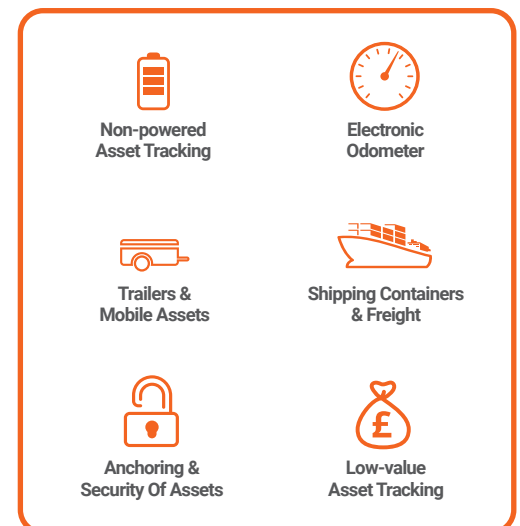 Non-powered
Asset Tracking
Electronic
Odometer
Trailers &
Mobile Assets
Shipping Containers
& Freight
Anchoring &
Security Of Assets
£
Low-value
Asset Tracking